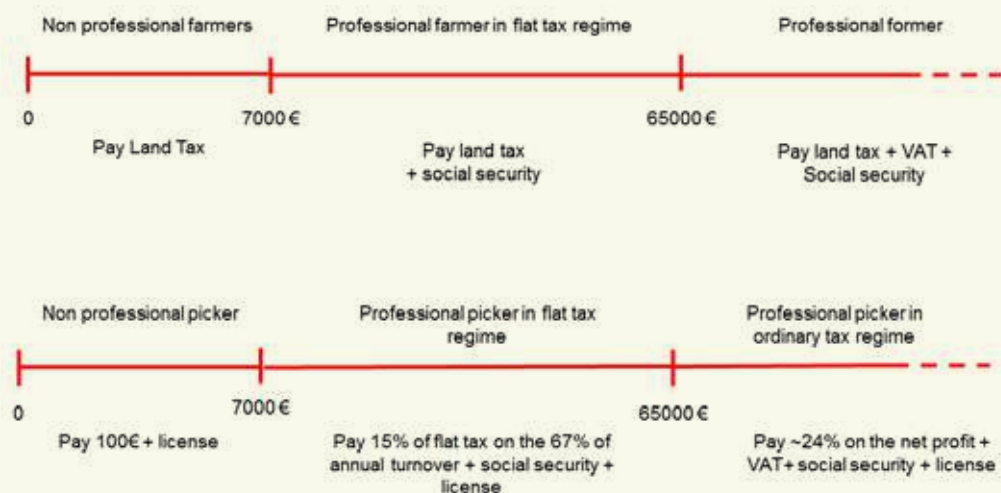 Non professional farmers
Professional farmer in flat tax regime
Professional former
0
7000 €
65000 €
Pay Land Tax
Pay land tax
+ social security
Pay land tax + VAT +
Social security
Non professional picker
Professional picker in flat tax
regime
Professional picker in
ordinary tax regime
0
7000 €
65000 €
Pay 100€ + license
Pay 15% of flat tax on the 67% of
annual turnover + social security +
license
Pay ~24% on the net profit +
VAT+ social security + license